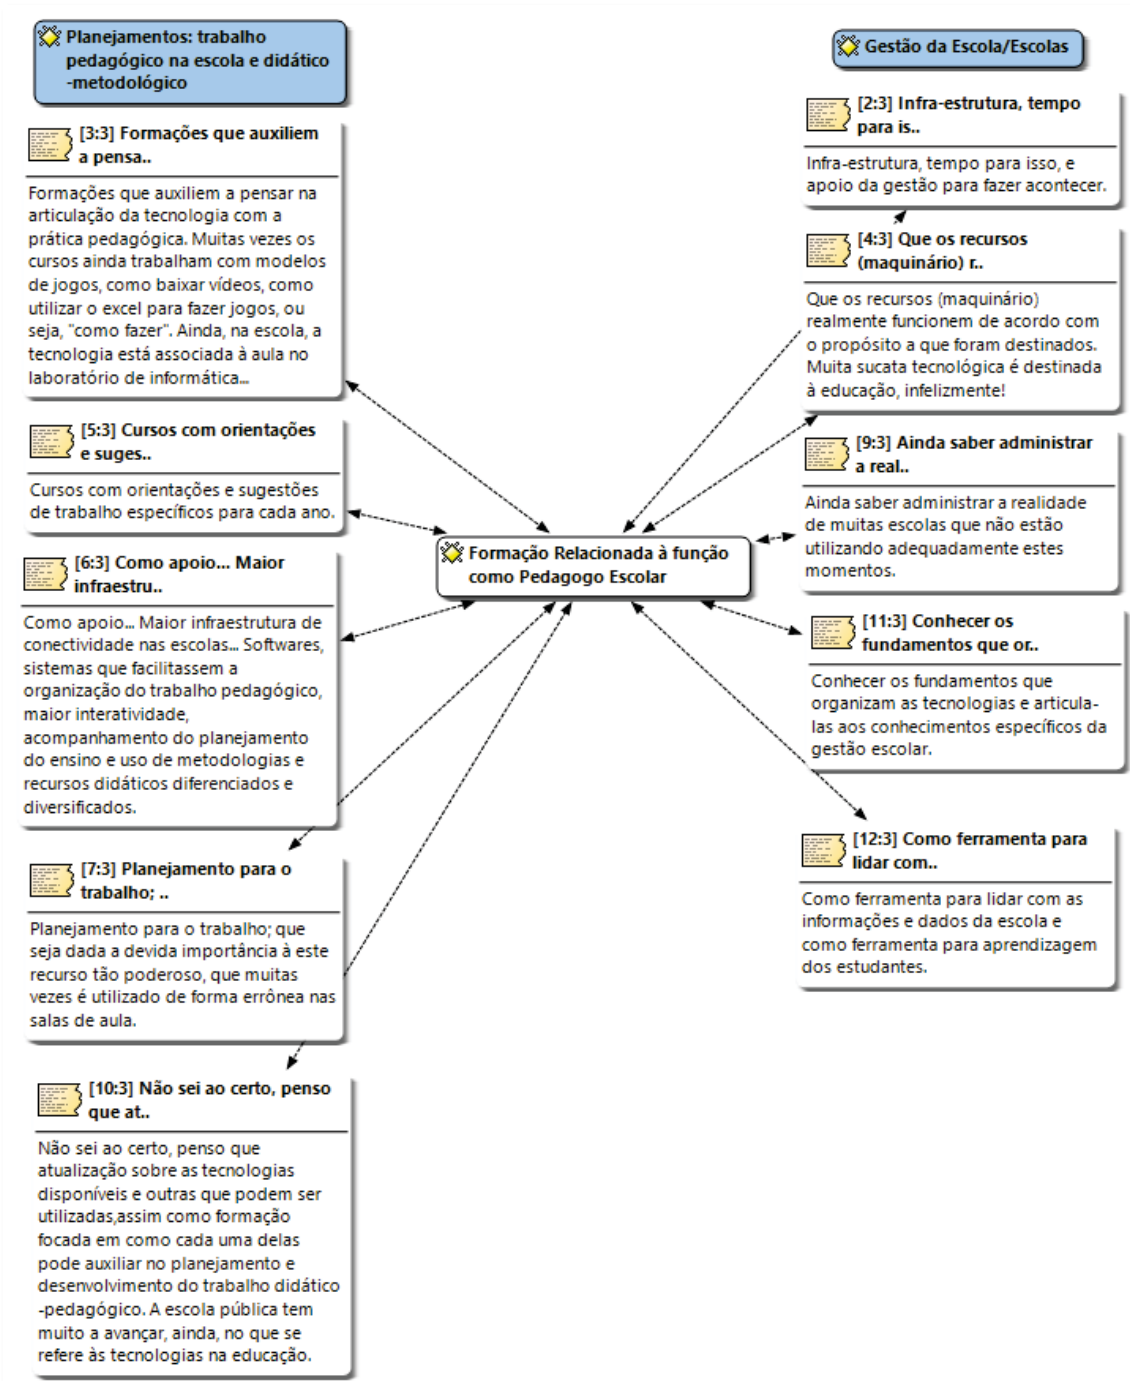 Planejamentos: trabalho
pedagógico na escola e didático
-metodológico
[3:3] Formações que auxiliem
a pensa..
Formações que auxiliem a pensar na
articulação da tecnologia com a
prática pedagógica. Muitas vezes os
cursos ainda trabalham com modelos
de jogos, como baixar vídeos, como
utilizar o excel para fazer jogos, ou
seja, "como fazer". Ainda, na escola, a
tecnologia está associada à aula no
laboratório de informática...
[5:3] Cursos com orientações
e suges..
Cursos com orientações e sugestões
de trabalho específicos para cada ano.
[6:3] Como apoio... Maior
infraestru..
Como apoio... Maior infraestrutura de
conectividade nas escolas... Softwares,
sistemas que facilitassem a
organização do trabalho pedagógico,
maior interatividade,
acompanhamento do planejamento
do ensino e uso de metodologias e
recursos didáticos diferenciados e
diversificados.
[7:3] Planejamento para o
trabalho; ..
Planejamento para o trabalho; que
seja dada a devida importância à este
recurso tão poderoso, que muitas
vezes é utilizado de forma errônea nas
salas de aula.
[10:3] Não sei ao certo, penso
que at..
Não sei ao certo, penso que
atualização sobre as tecnologias
disponíveis e outras que podem ser
utilizadas,assim como formação
focada em como cada uma delas
pode auxiliar no planejamento e
desenvolvimento do trabalho didático
-pedagógico. A escola pública tem
muito a avançar, ainda, no que se
refere às tecnologias na educação.
Formação Relacionada à função
como Pedagogo Escolar
Gestão da Escola/Escolas
[2:3] Infra-estrutura, tempo
para is..
Infra-estrutura, tempo para isso, e
apoio da gestão para fazer acontecer.
[4:3] Que os recursos
(maquinário) r..
Que os recursos (maquinário)
realmente funcionem de acordo com
o propósito a que foram destinados.
Muita sucata tecnológica é destinada
à educação, infelizmente!
[9:3] Ainda saber administrar
a real..
Ainda saber administrar a realidade
de muitas escolas que não estão
utilizando adequadamente estes
momentos.
[11:3] Conhecer os
fundamentos que or..
Conhecer os fundamentos que
organizam as tecnologias e articula-
las aos conhecimentos específicos da
gestão escolar.
[12:3] Como ferramenta para
lidar com..
Como ferramenta para lidar com as
informações e dados da escola e
como ferramenta para aprendizagem
dos estudantes.